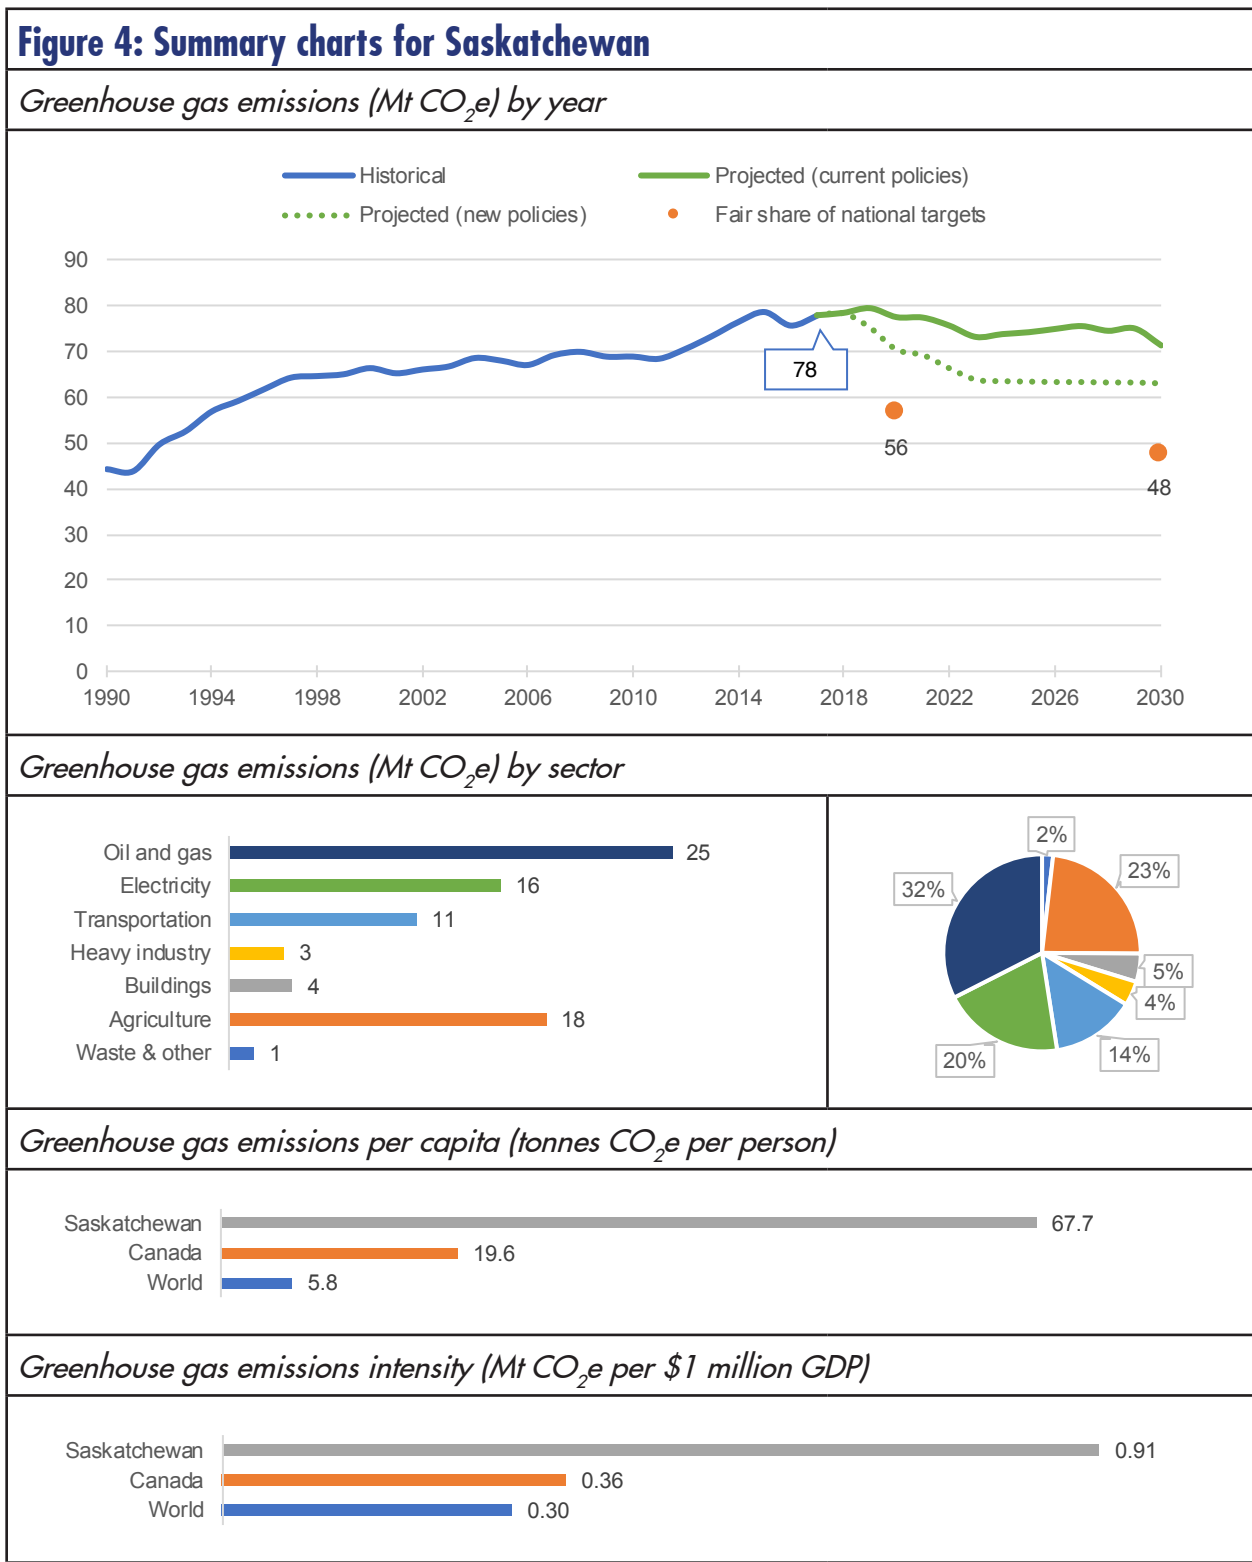 Figure 4: Summary charts for Saskatchewan
Greenhouse gas emissions (Mt CO₂e) by year
Historical
Projected (current policies)
Projected (new policies)
Fair share of national targets
90
80
70
60
50
40
30
20
10
0
78
56
48
1990 1994 1998 2002 2006 2010 2014 2018 2022 2026 2030
Greenhouse gas emissions (Mt CO₂e) by sector
Oil and gas 25
Electricity 16
Transportation 11
Heavy industry 3
Buildings 4
Agriculture 18
Waste & other 1
2%
23%
32%
5%
4%
14%
20%
Greenhouse gas emissions per capita (tonnes CO₂e per person)
Saskatchewan 67.7
Canada 19.6
World 5.8
Greenhouse gas emissions intensity (Mt CO₂e per $1 million GDP)
Saskatchewan 0.91
Canada 0.36
World 0.30